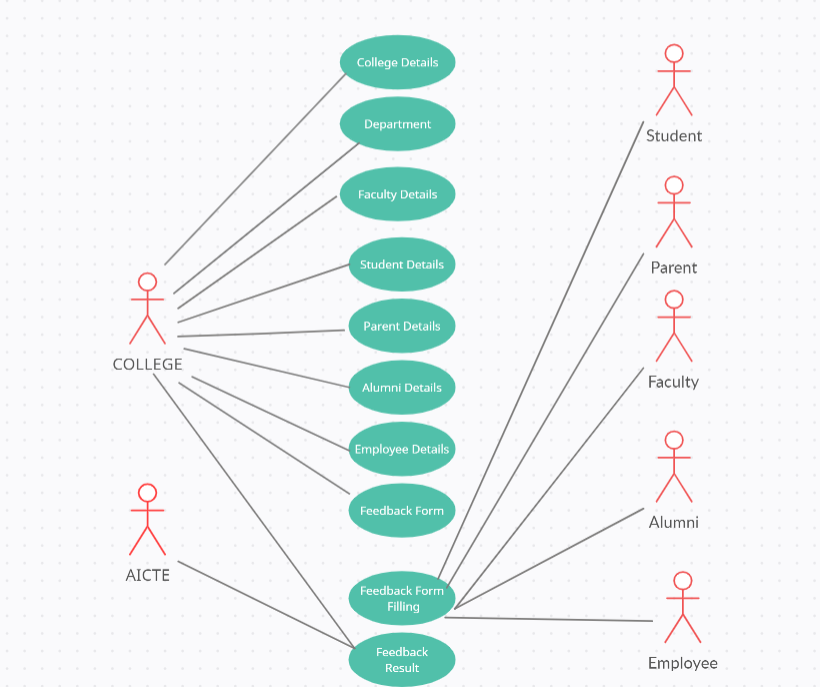 College Details
Department
Faculty Details
Student Details
Parent Details
Alumni Details
Employee Details
Feedback Form
Feedback Form
Filling
Feedback
Result
COLLEGE
AICTE
Student
Parent
Faculty
Alumni
Employee